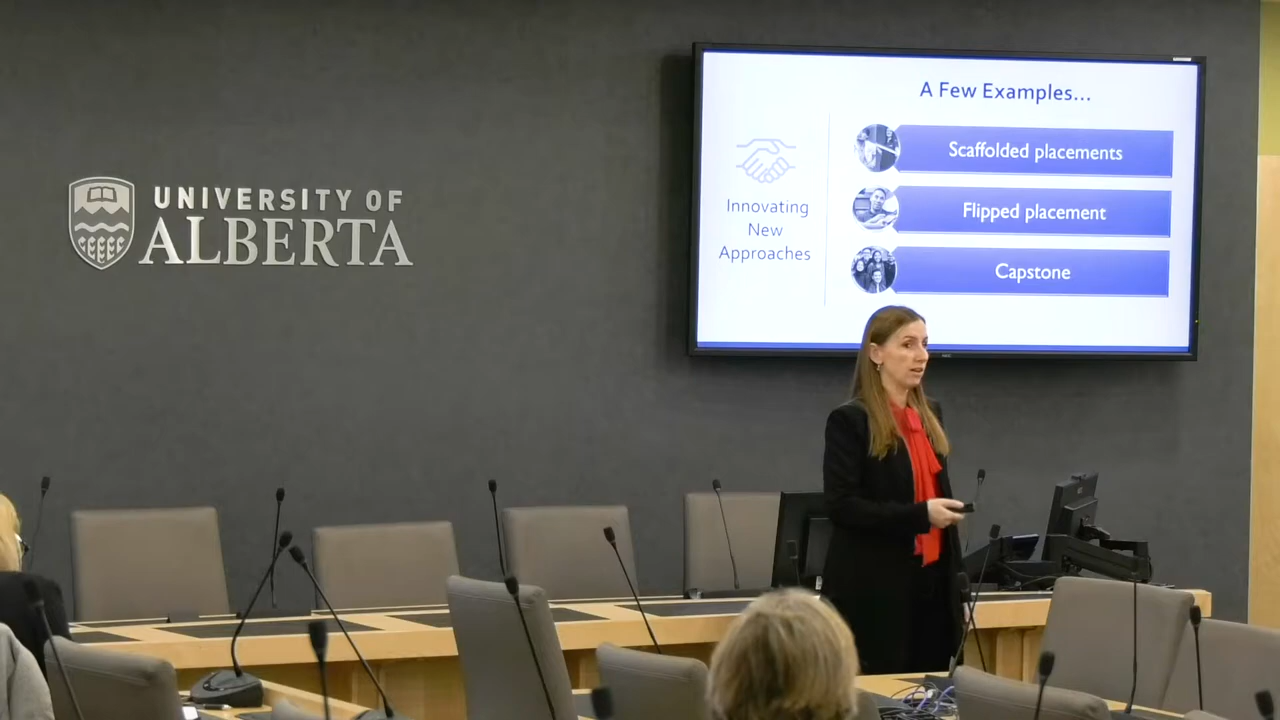 UNIVERSITY OF
ALBERTA
A Few Examples...
Innovating
New
Approaches
Scaffolded placements
Flipped placement
Capstone